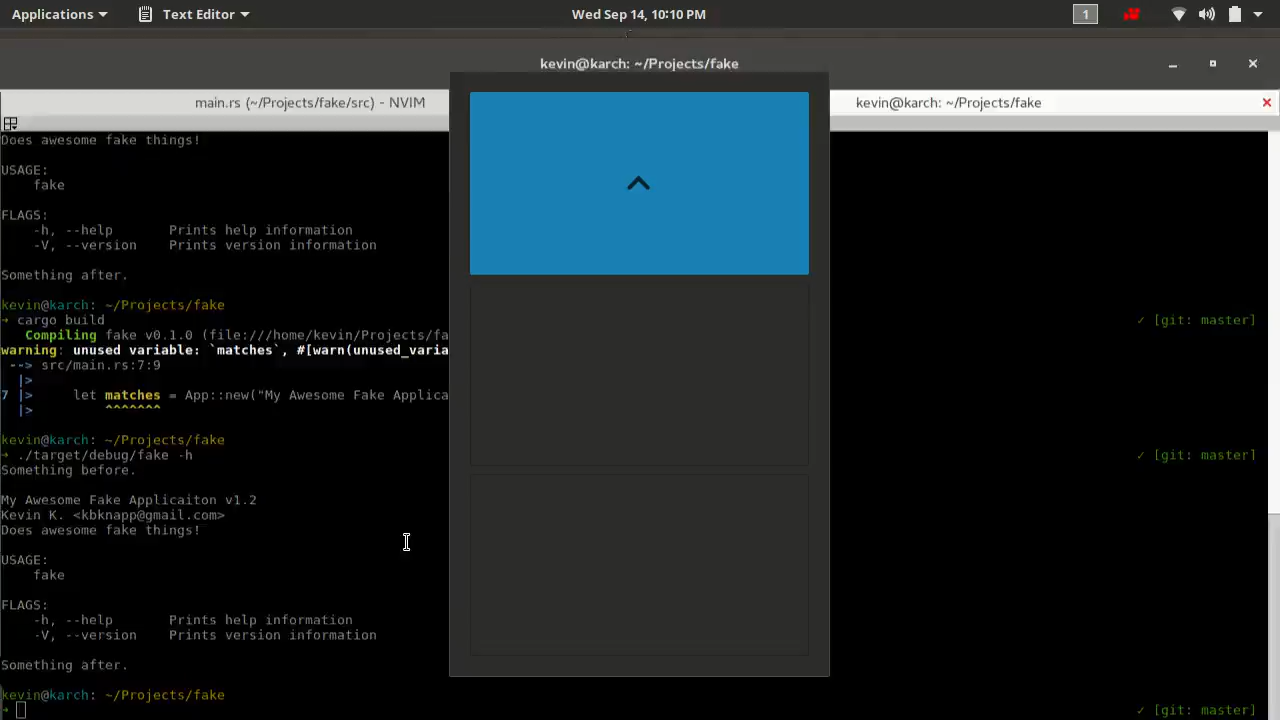 Applications Text Editor Wed Sep 14, 10:10 PM 1
kevin@karch: ~/Projects/fake
main.rs (~/Projects/fake/src) - NVIM kevin@karch: ~/Projects/fake
Does awesome fake things!
USAGE:
fake
FLAGS:
-h, --help Prints help information
-V, --version Prints version information
Something after.
kevin@karch: ~/Projects/fake
→ cargo build ✓ [git: master]
Compiling fake v0.1.0 (file:///home/kevin/Projects/fa
warning: unused variable: `matches`, #[warn(unused_varia
--> src/main.rs:7:9
|>
7 |> let matches = App::new("My Awesome Fake Applica
|> ^^^^^^^
kevin@karch: ~/Projects/fake
→ ./target/debug/fake -h ✓ [git: master]
Something before.
My Awesome Fake Applicaiton v1.2
Kevin K. <kbknapp@gmail.com>
Does awesome fake things!
USAGE:
fake
FLAGS:
-h, --help Prints help information
-V, --version Prints version information
Something after.
kevin@karch: ~/Projects/fake
→ ✓ [git: master]